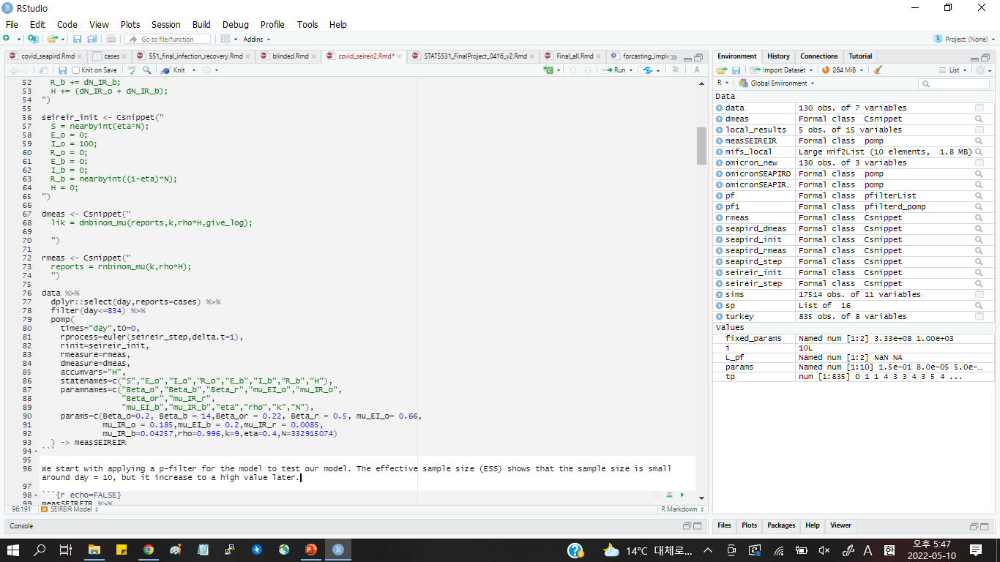 RStudio
File Edit Code View Plots Session Build Debug Profile Tools Help
Go to file/function Addins Project: (None)
covid_seapird.Rmd cases 551_final_infection_recovery.Rmd blinded.Rmd covid_seireir2.Rmd* STATS531_FinalProject_0416_v2.Rmd Final_all.Rmd forcasting_imple
Knit on Save Knit Run
52 R_b += dN_IR_b;
53 H += (dN_IR_o + dN_IR_b);
54 ")
55
56 seireir_init <- Csnippet("
57 S = nearbyint(eta*N);
58 E_o = 0;
59 I_o = 100;
60 R_o = 0;
61 E_b = 0;
62 I_b = 0;
63 R_b = nearbyint((1-eta)*N);
64 H = 0;
65 ")
66
67 dmeas <- Csnippet("
68 lik = dnbinom_mu(reports,k,rho*H,give_log);
69
70 ")
71
72 rmeas <- Csnippet("
73 reports = rnbinom_mu(k,rho*H);
74 ")
75
76 data %>%
77 dplyr::select(day,reports=cases) %>%
78 filter(day<=834) %>%
79 pomp(
80 times="day",t0=0,
81 rprocess=euler(seireir_step,delta.t=1),
82 rinit=seireir_init,
83 rmeasure=rmeas,
84 dmeasure=dmeas,
85 accumvars="H",
86 statenames=c("S","E_o","I_o","R_o","E_b","I_b","R_b","H"),
87 paramnames=c("Beta_o","Beta_b","Beta_r","mu_EI_o","mu_IR_o",
88 "Beta_or","mu_IR_r",
89 "mu_EI_b","mu_IR_b","eta","rho","k","N"),
90 params=c(Beta_o=0.2, Beta_b = 14,Beta_or = 0.22, Beta_r = 0.5, mu_EI_o= 0.66,
91 mu_IR_o = 0.185,mu_EI_b = 0.2,mu_IR_r = 0.0085,
92 mu_IR_b=0.04257,rho=0.996,k=9,eta=0.4,N=332915074)
93 ) -> measSEIREIR
94 ```
95
96 We start with applying a p-filter for the model to test our model. The effective sample size (ESS) shows that the sample size is small
around day = 10, but it increase to a high value later.
97
98 ```{r echo=FALSE}
99 measSEIREIR %>%
96:191 SEIREIR Model R Markdown
Console
Environment History Connections Tutorial
Import Dataset 264 MiB List
R Global Environment
Data
data 130 obs. of 7 variables
dmeas Formal class Csnippet
local_results 5 obs. of 15 variables
measSEIREIR Formal class pomp
mifs_local Large mif2List (10 elements, 1.8 MB)
omicron_new 130 obs. of 3 variables
omicronSEAPIRD Formal class pomp
omicronSEAPIR… Formal class pomp
pf Formal class pfilterList
pf1 Formal class pfilterd_pomp
rmeas Formal class Csnippet
seapird_dmeas Formal class Csnippet
seapird_init Formal class Csnippet
seapird_rmeas Formal class Csnippet
seapird_step Formal class Csnippet
seireir_init Formal class Csnippet
seireir_step Formal class Csnippet
sims 17514 obs. of 11 variables
sp List of 16
turkey 835 obs. of 8 variables
Values
fixed_params Named num [1:2] 3.33e+08 1.00e+03
i 10L
L_pf Named num [1:2] NaN NA
params Named num [1:10] 1.5e-01 8.0e-05 5.0e-…
tp num [1:835] 0 1 1 4 3 3 4 3 5 4 ...
Files Plots Packages Help Viewer
14°C 대체로... A 한 오후 5:47
2022-05-10